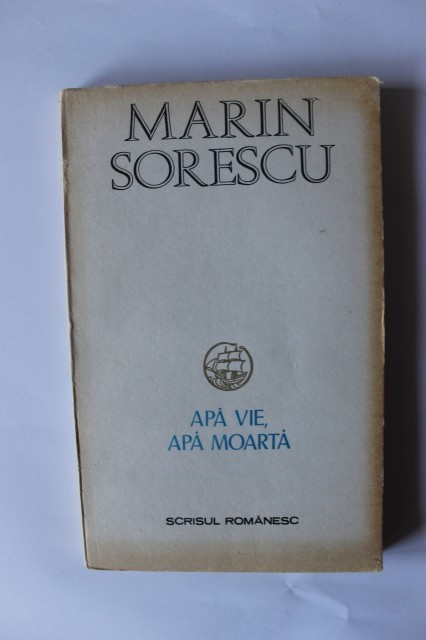 MARIN
SORESCU
APĂ VIE,
APĂ MOARTĂ
SCRISUL ROMÂNESC